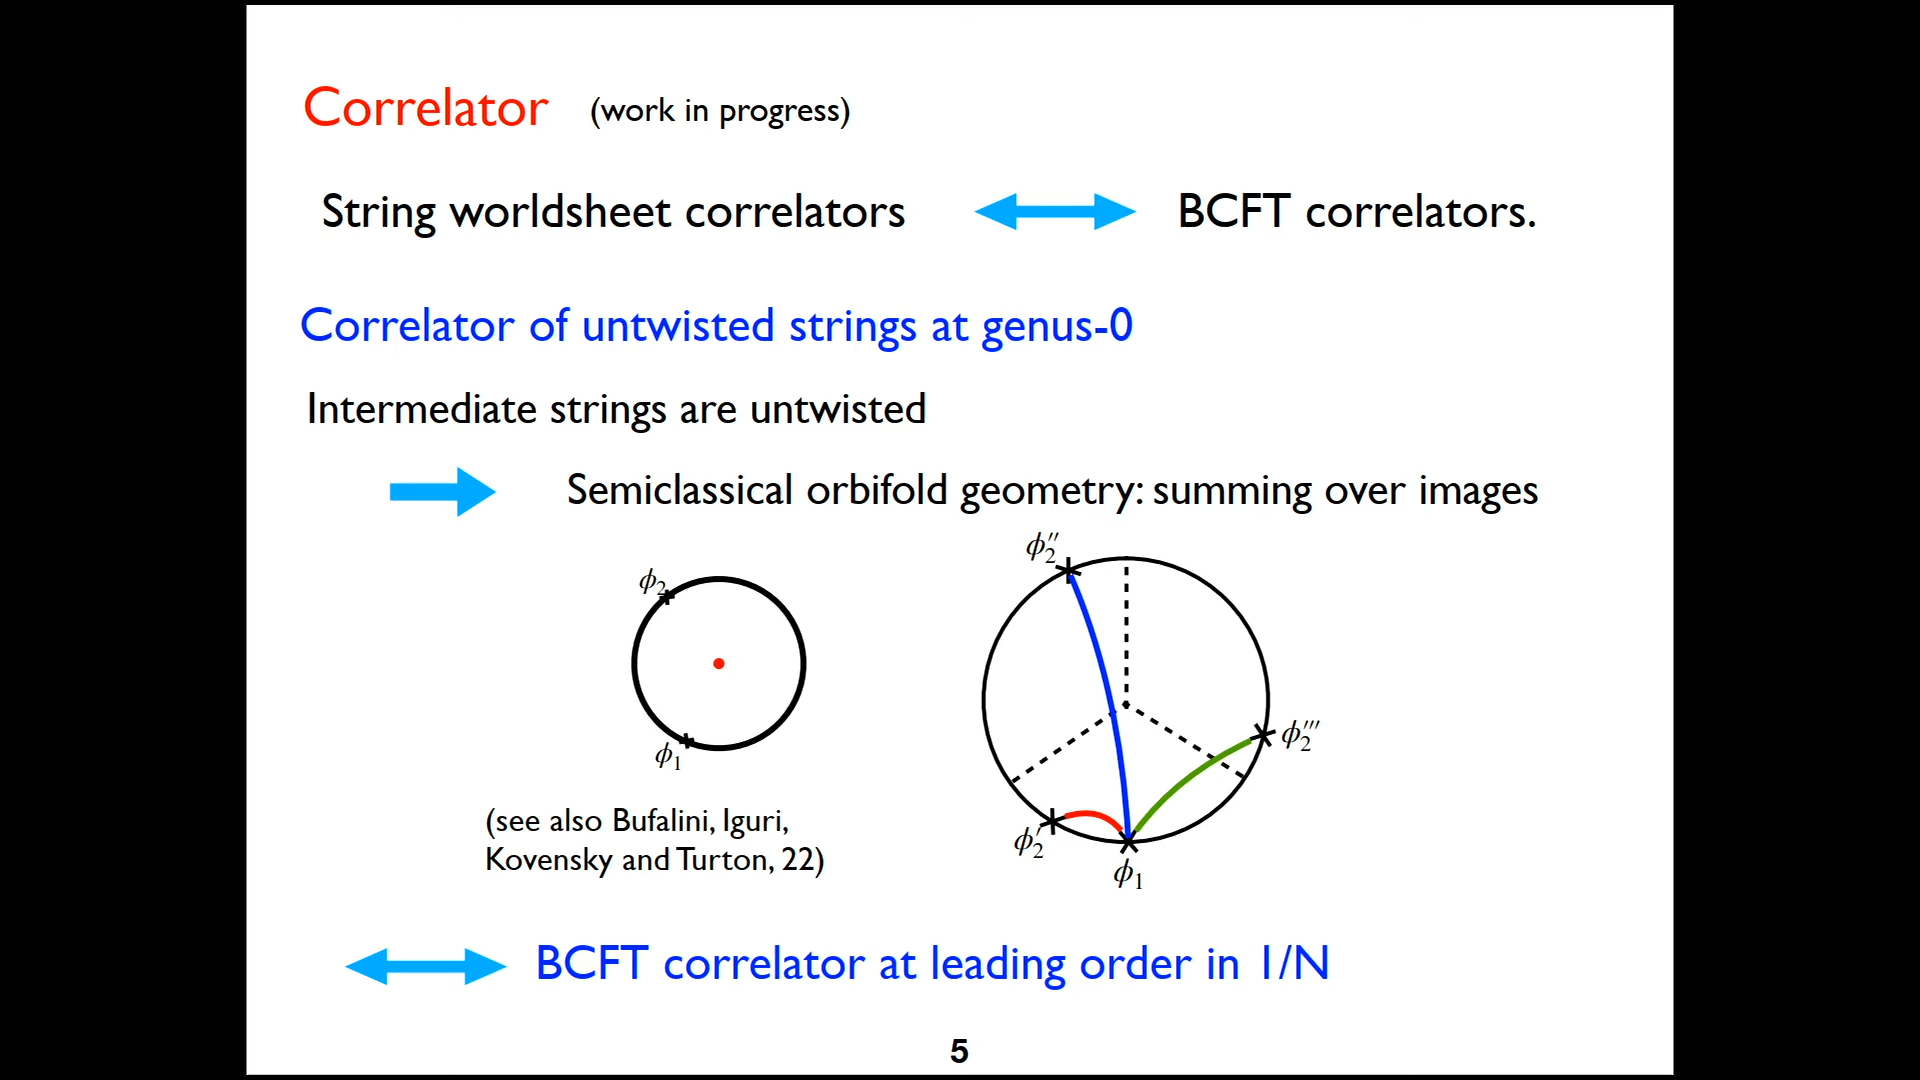 Correlator (work in progress)
String worldsheet correlators BCFT correlators.
Correlator of untwisted strings at genus-0
Intermediate strings are untwisted
Semiclassical orbifold geometry: summing over images
ϕ₂′′
ϕ₂
ϕ₂′′′
ϕ₁
(see also Bufalini, Iguri,
Kovensky and Turton, 22)
ϕ₂′
ϕ₁
BCFT correlator at leading order in 1/N
5